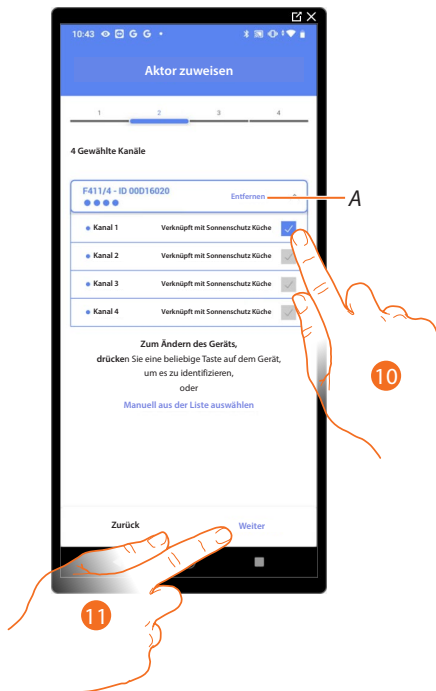 10:43 G G
Aktor zuweisen
1 2 3 4
4 Gewählte Kanäle
F411/4 - ID 00D16020
Entfernen
A
Kanal 1 Verknüpft mit Sonnenschutz Küche
Kanal 2 Verknüpft mit Sonnenschutz Küche
Kanal 3 Verknüpft mit Sonnenschutz Küche
Kanal 4 Verknüpft mit Sonnenschutz Küche
Zum Ändern des Geräts,
drücken Sie eine beliebige Taste auf dem Gerät,
um es zu identifizieren,
oder
Manuell aus der Liste auswählen
10
Zurück Weiter
11